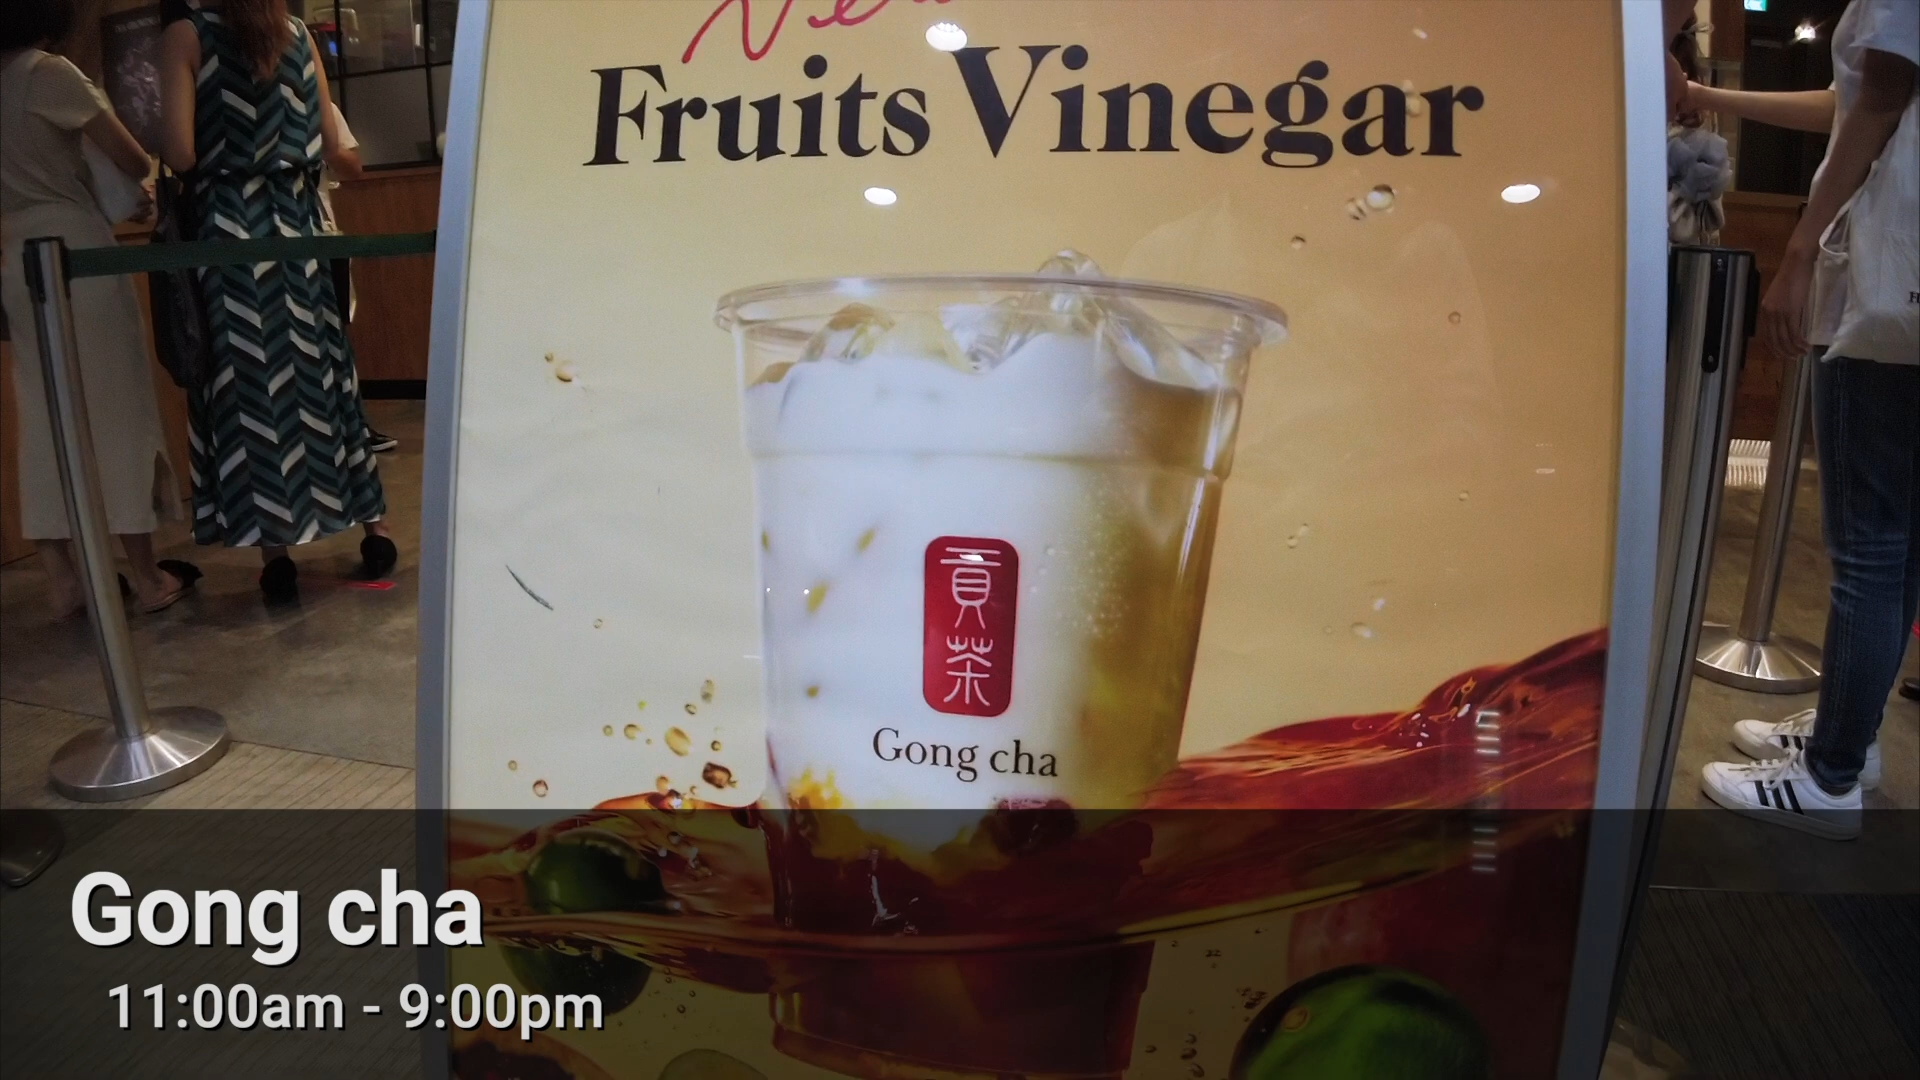 Fruits Vinegar
貢
茶
Gong cha
Gong cha
11:00am - 9:00pm